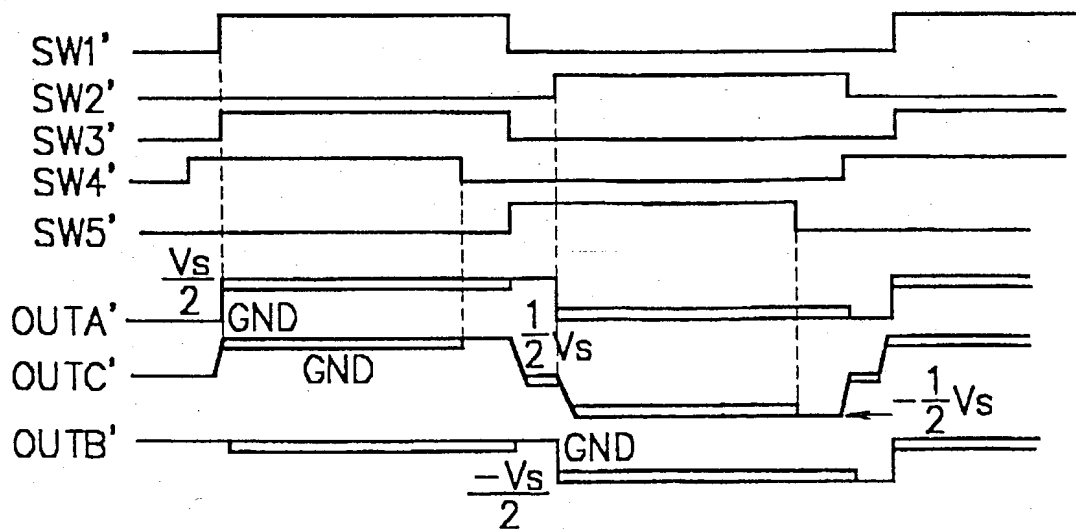 SW1'
SW2'
SW3'
SW4'
SW5'
Vs
2
OUTA'
GND
1
2
Vs
OUTC'
GND
-1
2
Vs
OUTB'
GND
-Vs
2